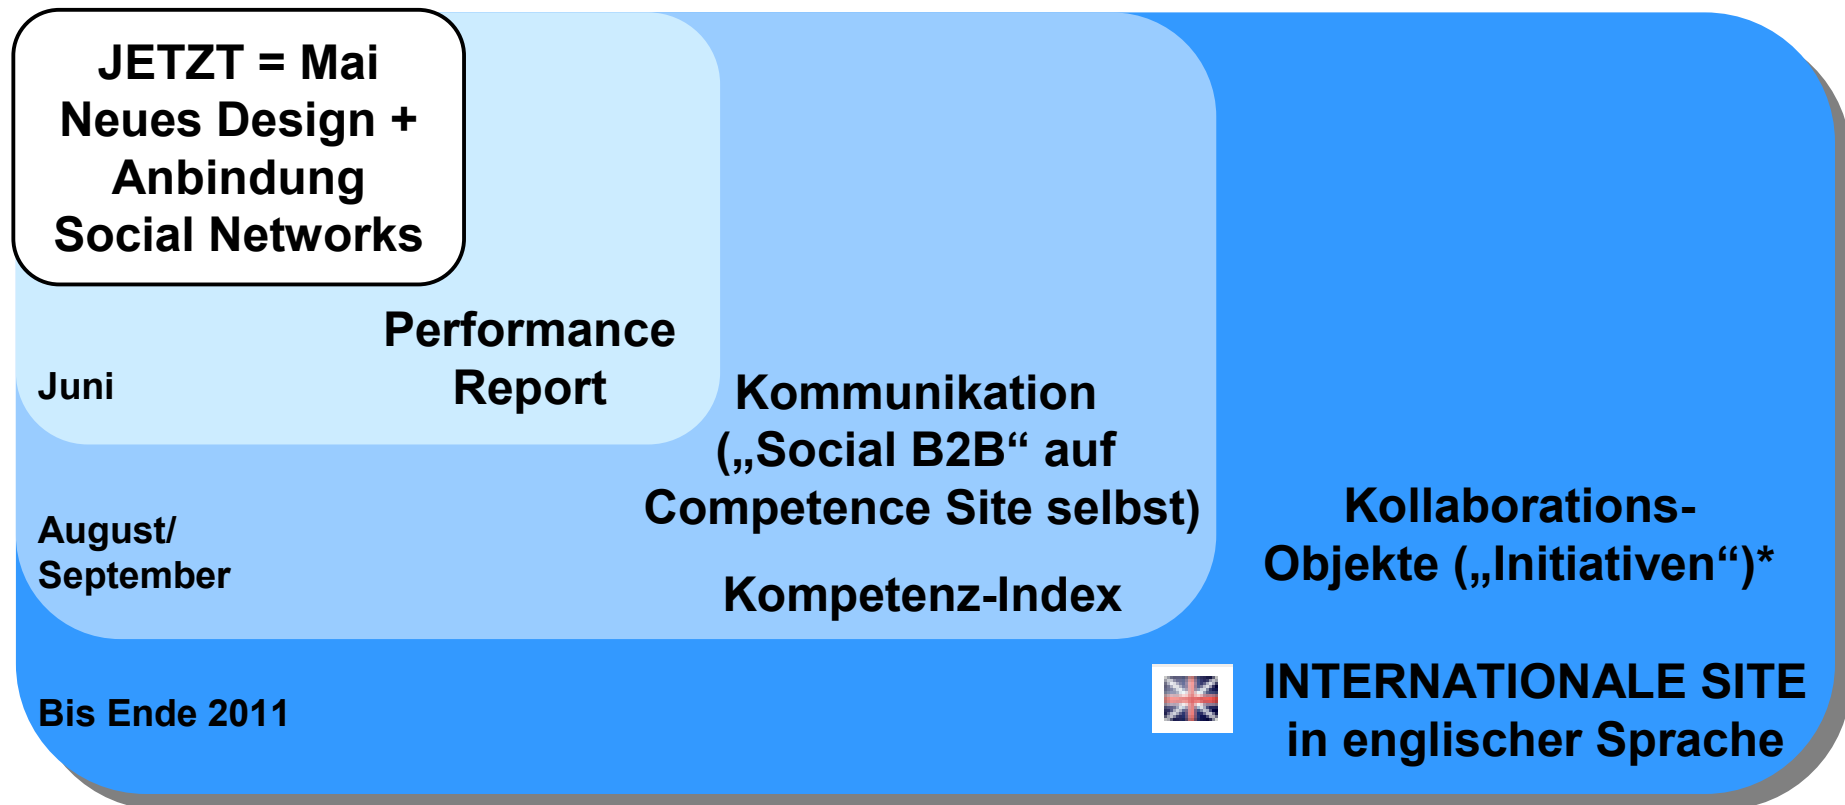 JETZT = Mai
Neues Design +
Anbindung
Social Networks
Performance
Report
Juni
Kommunikation
(„Social B2B“ auf
Competence Site selbst)
Kompetenz-Index
August/
September
Kollaborations-
Objekte („Initiativen“)*
INTERNATIONALE SITE
in englischer Sprache
Bis Ende 2011